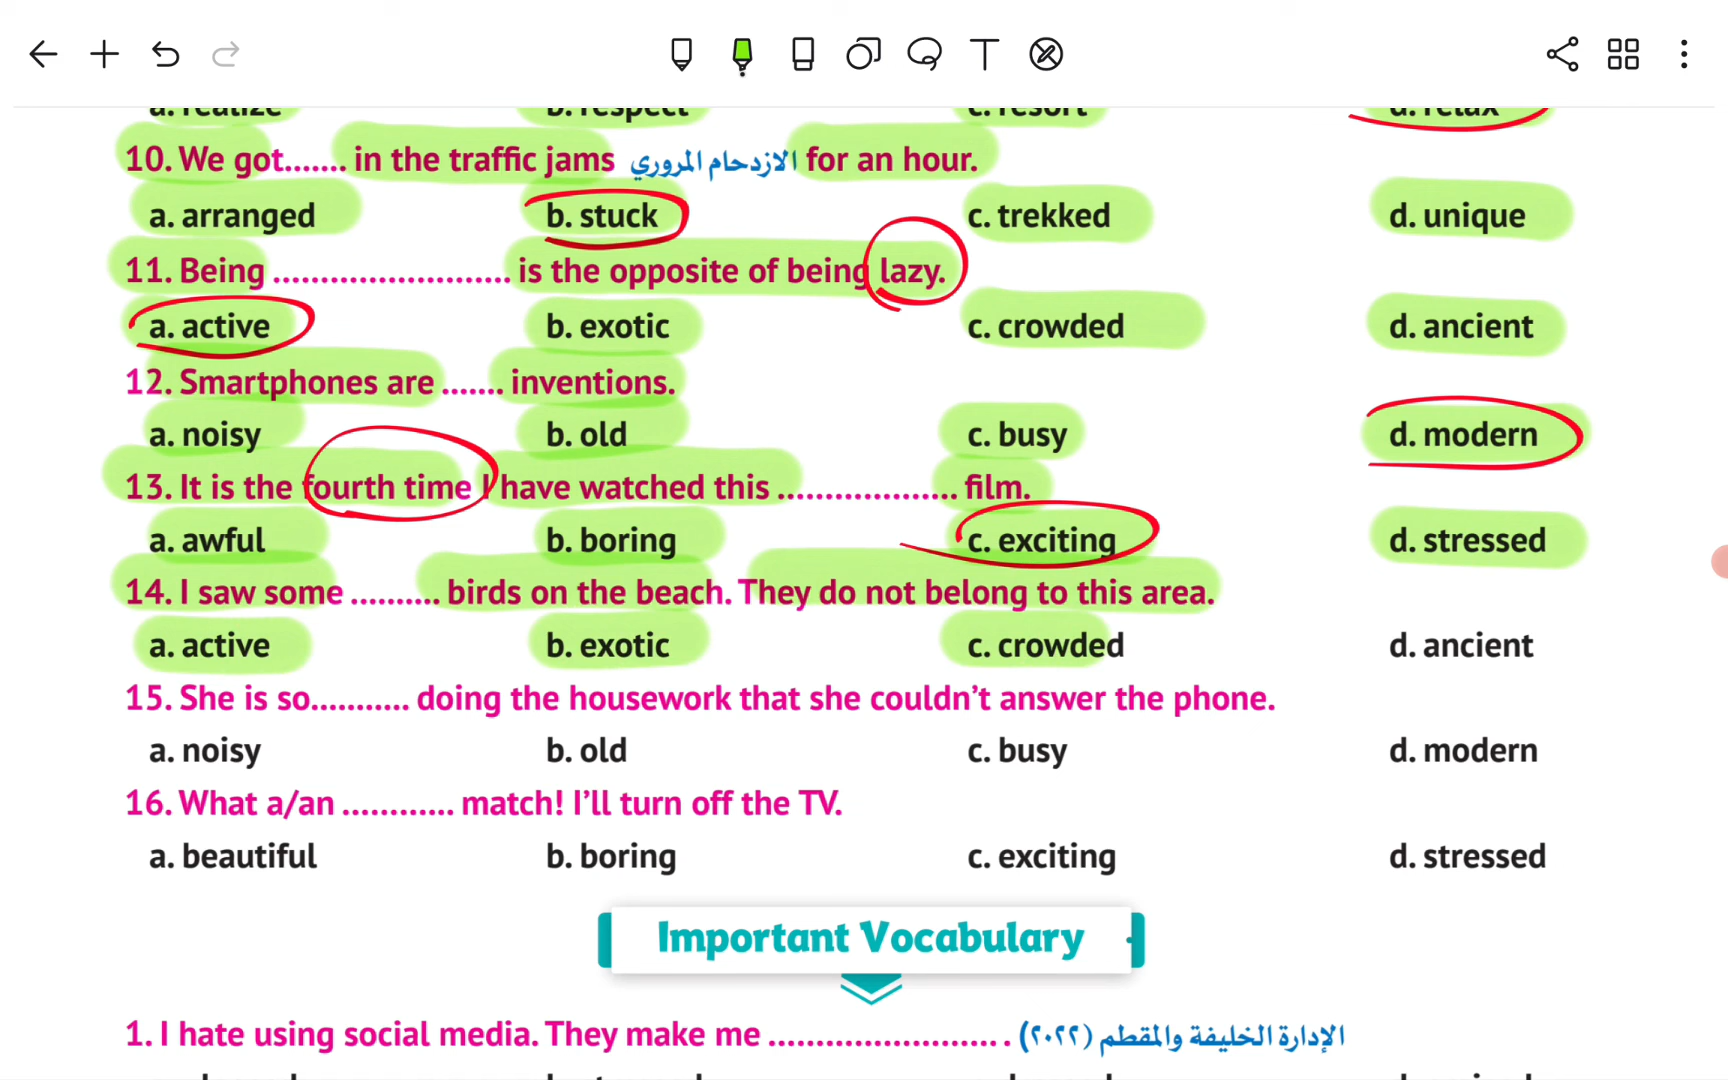 a. realize b. respect c. resort d. relax
10. We got....... in the traffic jams الازدحام المروري for an hour.
a. arranged b. stuck c. trekked d. unique
11. Being ........................... is the opposite of being lazy.
a. active b. exotic c. crowded d. ancient
12. Smartphones are ....... inventions.
a. noisy b. old c. busy d. modern
13. It is the fourth time I have watched this .................... film.
a. awful b. boring c. exciting d. stressed
14. I saw some .......... birds on the beach. They do not belong to this area.
a. active b. exotic c. crowded d. ancient
15. She is so........... doing the housework that she couldn't answer the phone.
a. noisy b. old c. busy d. modern
16. What a/an ............ match! I'll turn off the TV.
a. beautiful b. boring c. exciting d. stressed
Important Vocabulary
1. I hate using social media. They make me ......................... . الإدارة الخليفة والمقطم (٢٠٢٢)